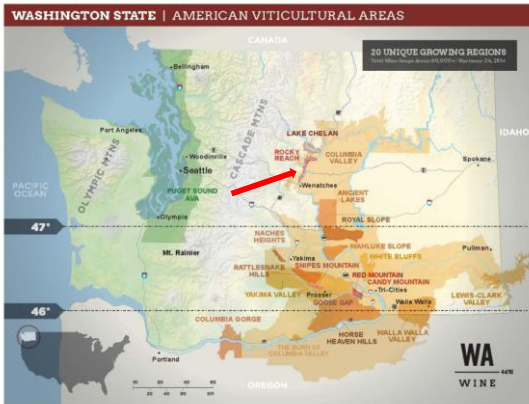 WASHINGTON STATE | AMERICAN VITICULTURAL AREAS
CANADA
20 UNIQUE GROWING REGIONS
Bellingham
Port Angeles
OLYMPIC MTNS
CASCADE MTNS
LAKE CHELAN
IDAHO
ROCKY
REACH
COLUMBIA
VALLEY
Woodinville
Seattle
Spokane
Wenatchee
PACIFIC
OCEAN
PUGET SOUND
AVA
ANCIENT
LAKES
Olympia
ROYAL SLOPE
47°
NACHES
HEIGHTS
WAHLUKE SLOPE
Pullman
Mt. Rainier
Yakima
WHITE BLUFFS
RATTLESNAKE
HILLS
SNIPES MOUNTAIN
RED MOUNTAIN
CANDY MOUNTAIN
YAKIMA VALLEY
Prosser
Tri-Cities
LEWIS-CLARK
VALLEY
GOOSE GAP
Walla Walla
46°
COLUMBIA GORGE
HORSE
HEAVEN HILLS
WALLA WALLA
VALLEY
THE BURN OF
COLUMBIA VALLEY
Portland
OREGON
WA
WINE